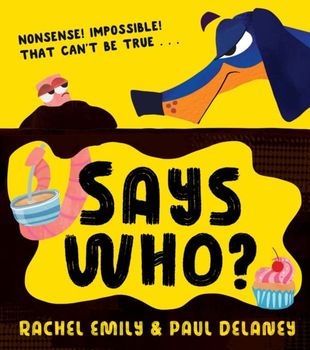 NONSENSE! IMPOSSIBLE!
THAT CAN'T BE TRUE . . .
SAYS
WHO?
RACHEL EMILY & PAUL DELANEY